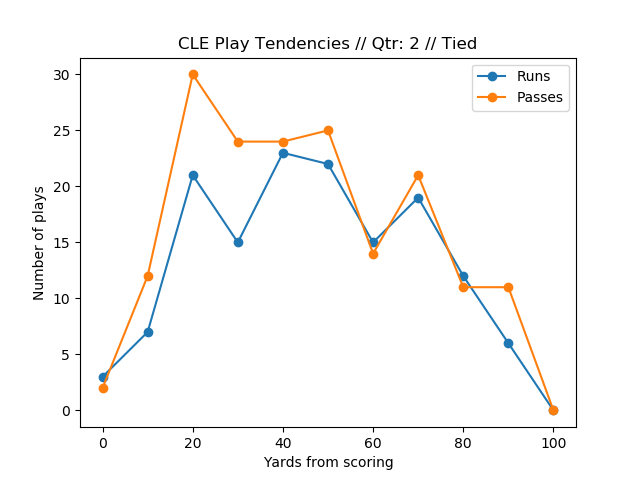 CLE Play Tendencies // Qtr: 2 // Tied
Runs
Passes
Number of plays
30
25
20
15
10
5
0
0 20 40 60 80 100
Yards from scoring